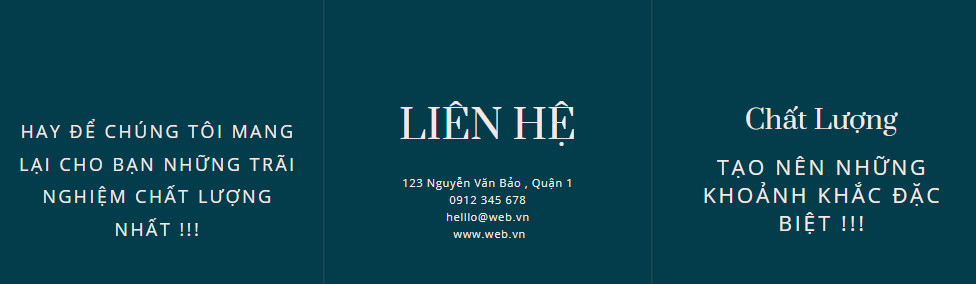 HAY ĐỂ CHÚNG TÔI MANG
LẠI CHO BẠN NHỮNG TRÃI
NGHIỆM CHẤT LƯỢNG
NHẤT !!!
LIÊN HỆ
123 Nguyễn Văn Bảo , Quận 1
0912 345 678
helllo@web.vn
www.web.vn
Chất Lượng
TẠO NÊN NHỮNG
KHOẢNH KHẮC ĐẶC
BIỆT !!!